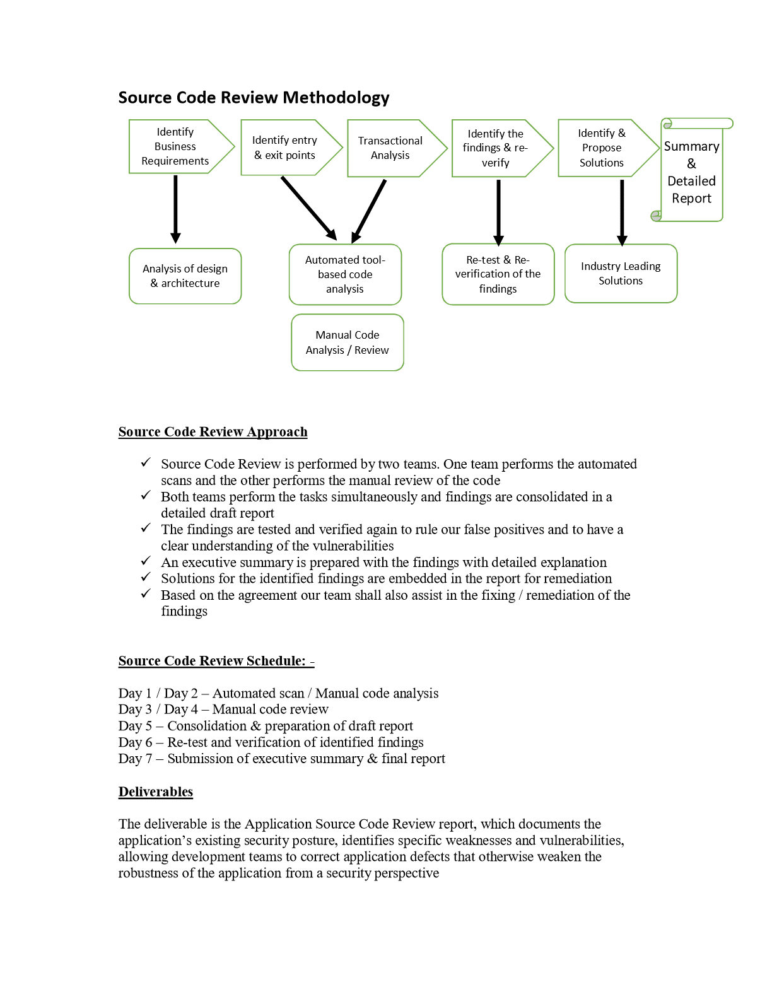 Source Code Review Methodology
Identify
Business
Requirements
Identify entry
& exit points
Transactional
Analysis
Identify the
findings & re-
verify
Identify &
Propose
Solutions
Summary
&
Detailed
Report
Analysis of design
& architecture
Automated tool-
based code
analysis
Re-test & Re-
verification of the
findings
Industry Leading
Solutions
Manual Code
Analysis / Review
Source Code Review Approach
✓ Source Code Review is performed by two teams. One team performs the automated
scans and the other performs the manual review of the code
✓ Both teams perform the tasks simultaneously and findings are consolidated in a
detailed draft report
✓ The findings are tested and verified again to rule our false positives and to have a
clear understanding of the vulnerabilities
✓ An executive summary is prepared with the findings with detailed explanation
✓ Solutions for the identified findings are embedded in the report for remediation
✓ Based on the agreement our team shall also assist in the fixing / remediation of the
findings
Source Code Review Schedule: -
Day 1 / Day 2 – Automated scan / Manual code analysis
Day 3 / Day 4 – Manual code review
Day 5 – Consolidation & preparation of draft report
Day 6 – Re-test and verification of identified findings
Day 7 – Submission of executive summary & final report
Deliverables
The deliverable is the Application Source Code Review report, which documents the
application’s existing security posture, identifies specific weaknesses and vulnerabilities,
allowing development teams to correct application defects that otherwise weaken the
robustness of the application from a security perspective